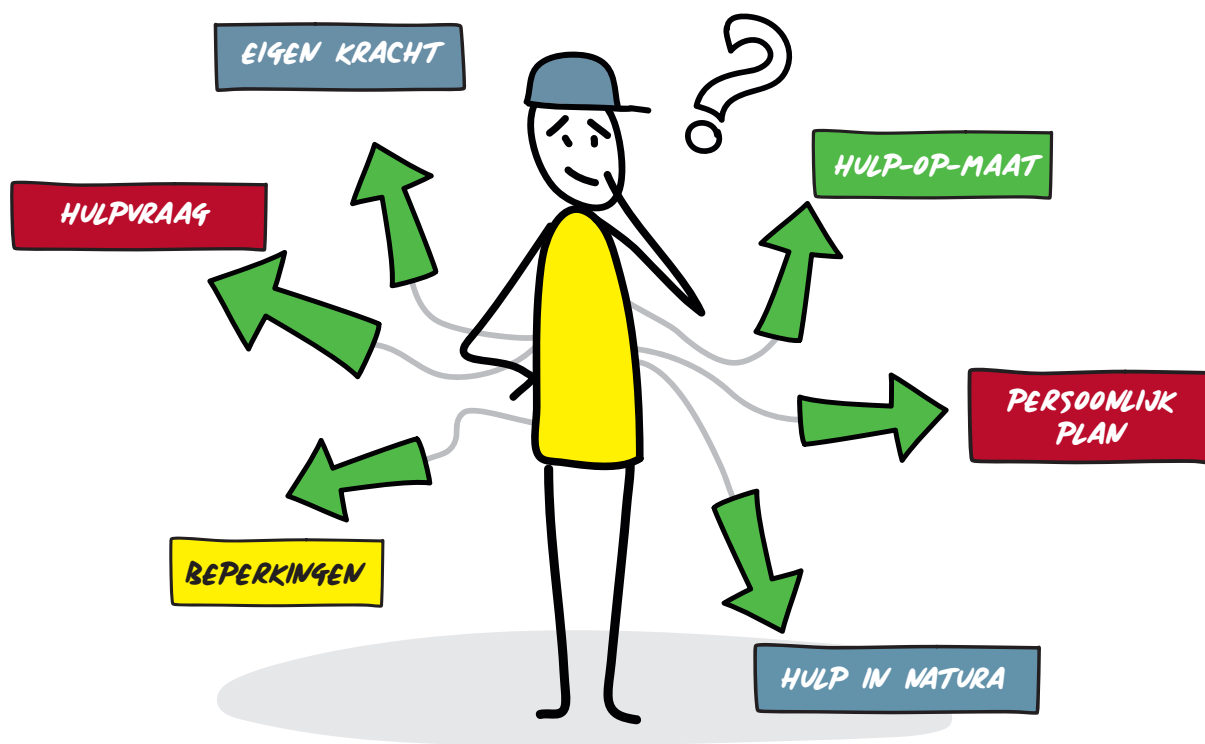 EIGEN KRACHT
?
HULP-OP-MAAT
HULPVRAAG
PERSOONLIJK
PLAN
BEPERKINGEN
HULP IN NATURA